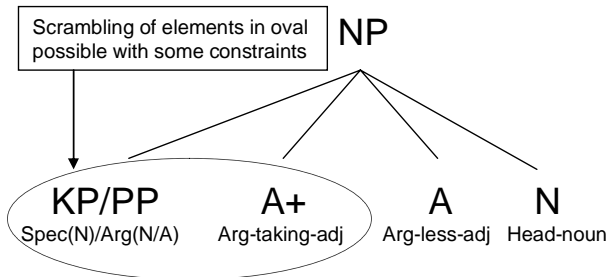 Scrambling of elements in oval
possible with some constraints
NP
KP/PP A+ A N
Spec(N)/Arg(N/A) Arg-taking-adj Arg-less-adj Head-noun